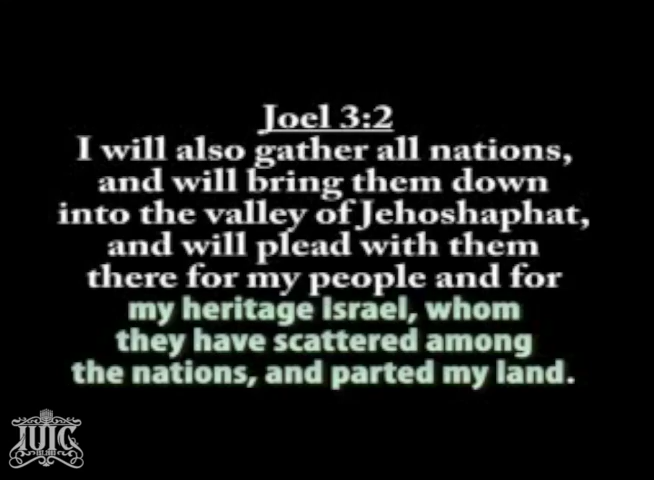 Joel 3:2
I will also gather all nations,
and will bring them down
into the valley of Jehoshaphat,
and will plead with them
there for my people and for
my heritage Israel, whom
they have scattered among
the nations, and parted my land.
IUIC